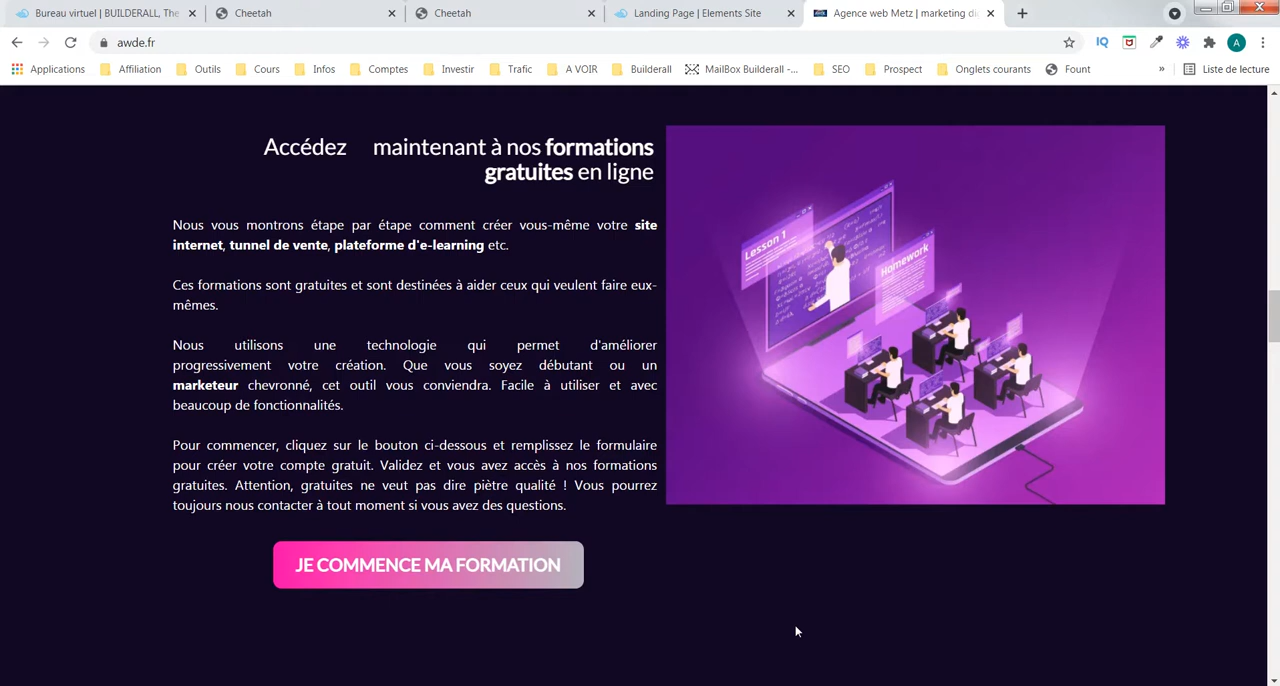 Bureau virtuel | BUILDERALL, The
Cheetah
Cheetah
Landing Page | Elements Site
Agence web Metz | marketing di
awde.fr
IQ
A
Applications
Affiliation
Outils
Cours
Infos
Comptes
Investir
Trafic
A VOIR
Builderall
MailBox Builderall -...
SEO
Prospect
Onglets courants
Fount
»
Liste de lecture
Accédez maintenant à nos formations
gratuites en ligne
Nous vous montrons étape par étape comment créer vous-même votre site
internet, tunnel de vente, plateforme d'e-learning etc.
Ces formations sont gratuites et sont destinées à aider ceux qui veulent faire eux-
mêmes.
Nous utilisons une technologie qui permet d'améliorer
progressivement votre création. Que vous soyez débutant ou un
marketeur chevronné, cet outil vous conviendra. Facile à utiliser et avec
beaucoup de fonctionnalités.
Pour commencer, cliquez sur le bouton ci-dessous et remplissez le formulaire
pour créer votre compte gratuit. Validez et vous avez accès à nos formations
gratuites. Attention, gratuites ne veut pas dire piètre qualité ! Vous pourrez
toujours nous contacter à tout moment si vous avez des questions.
JE COMMENCE MA FORMATION
Lesson 1
Homework